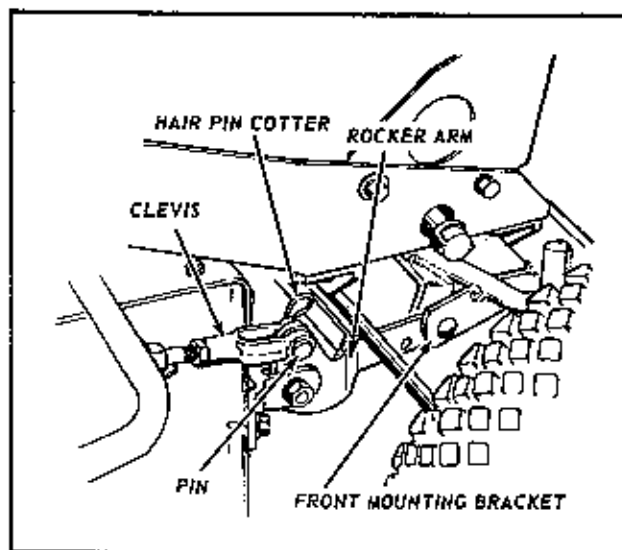 HAIR PIN COTTER
ROCKER ARM
CLEVIS
PIN
FRONT MOUNTING BRACKET